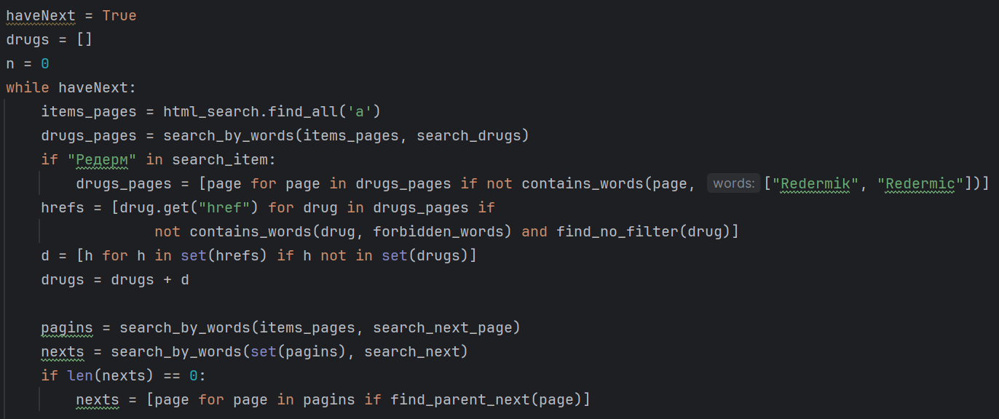 haveNext = True
drugs = []
n = 0
while haveNext:
    items_pages = html_search.find_all('a')
    drugs_pages = search_by_words(items_pages, search_drugs)
    if "Редерм" in search_item:
        drugs_pages = [page for page in drugs_pages if not contains_words(page, words: ["Redermik", "Redermic"])]
    hrefs = [drug.get("href") for drug in drugs_pages if
             not contains_words(drug, forbidden_words) and find_no_filter(drug)]
    d = [h for h in set(hrefs) if h not in set(drugs)]
    drugs = drugs + d
    pagins = search_by_words(items_pages, search_next_page)
    nexts = search_by_words(set(pagins), search_next)
    if len(nexts) == 0:
        nexts = [page for page in pagins if find_parent_next(page)]